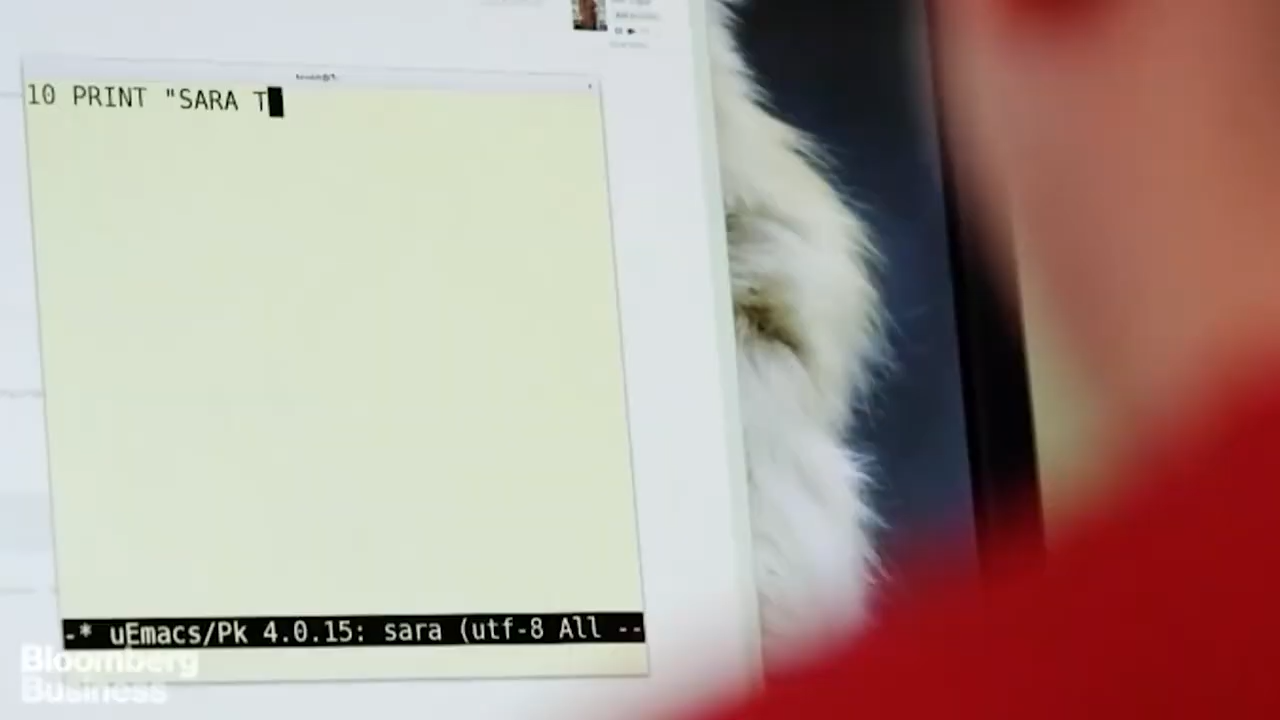 10 PRINT "SARA T
-* uEmacs/Pk 4.0.15: sara (utf-8 All --
Bloomberg
Business